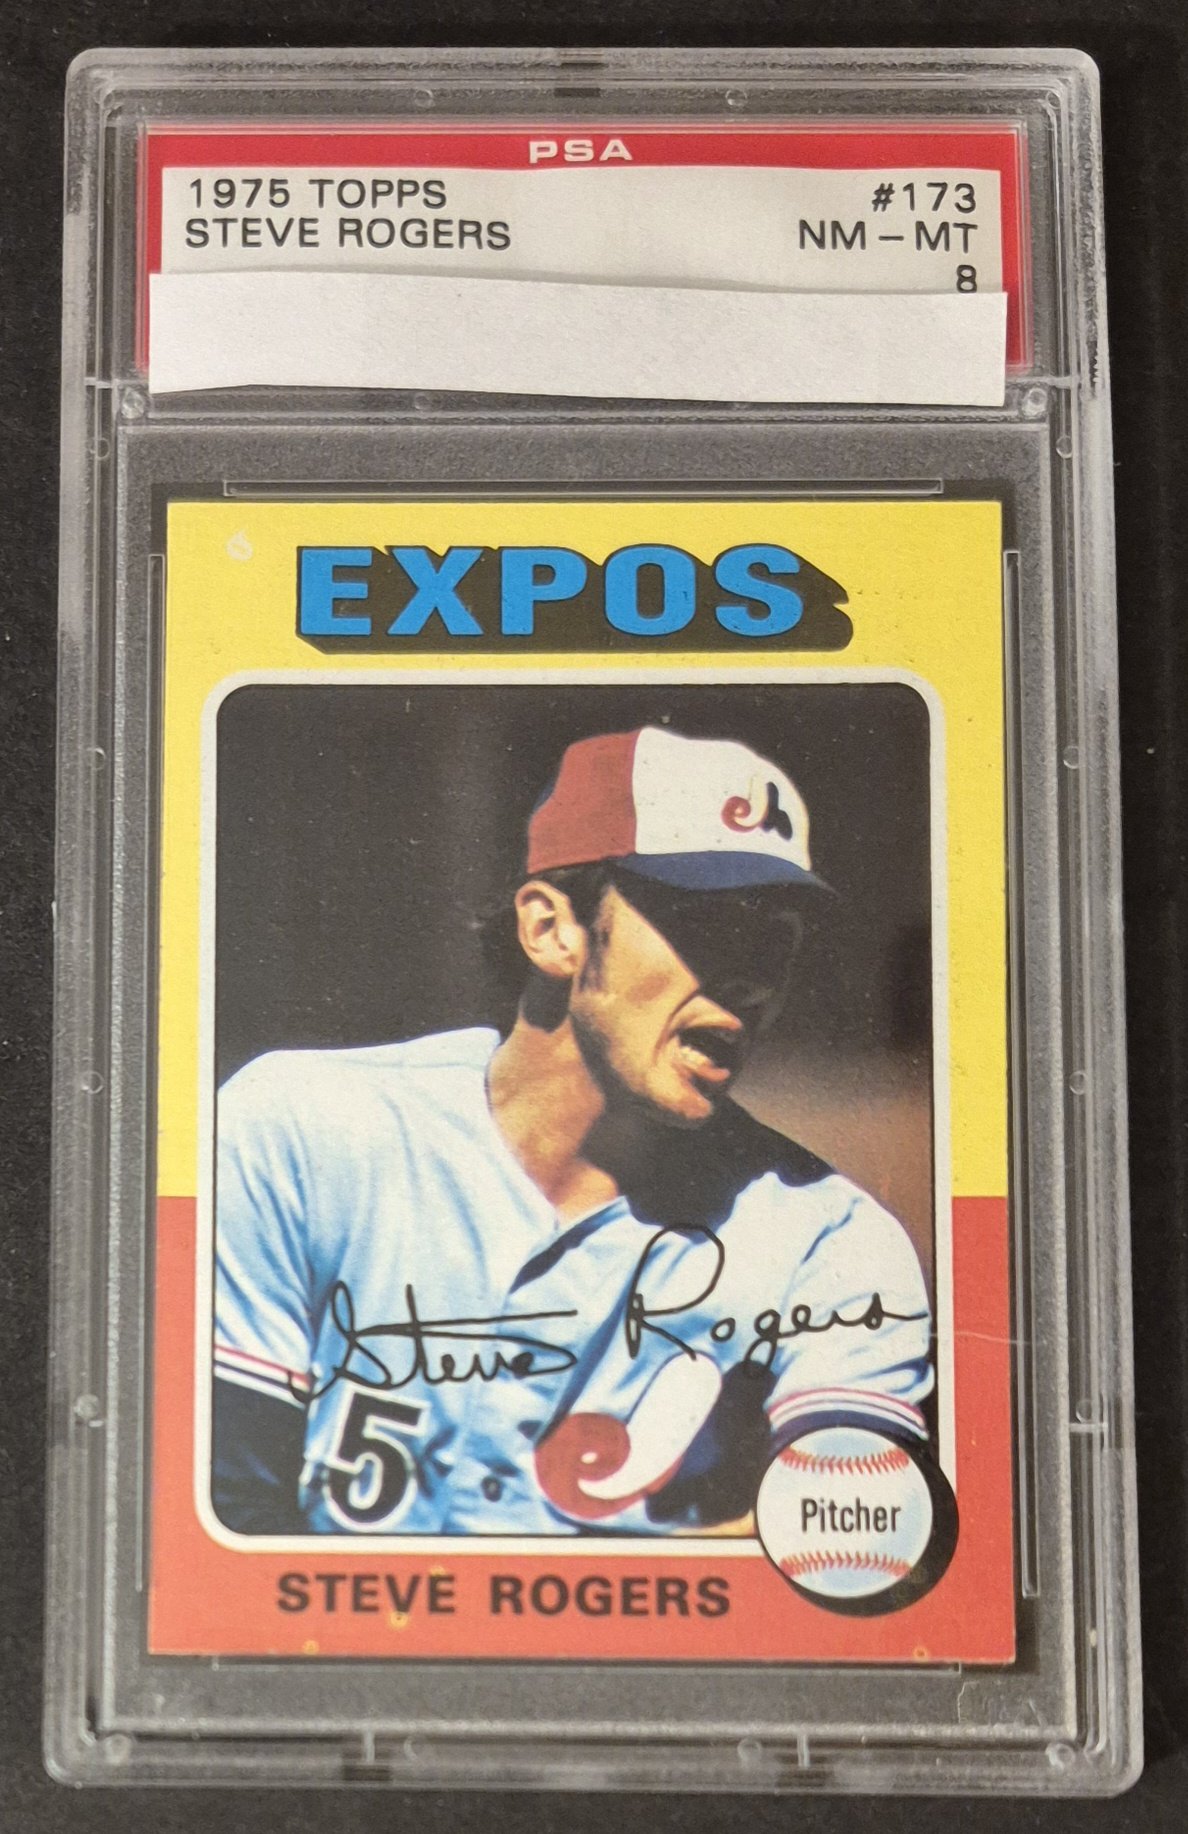 PSA
1975 TOPPS #173
STEVE ROGERS NM - MT
8
EXPOS
Steve Rogers
5
Pitcher
STEVE ROGERS